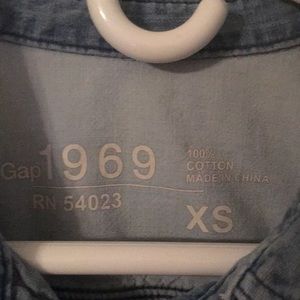 Gap 1969
RN 54023
100%
COTTON
MADE IN CHINA
XS